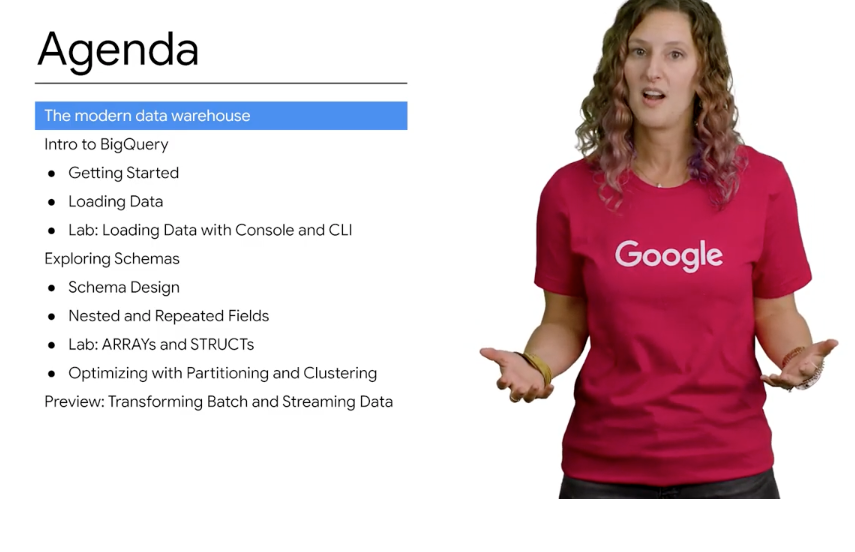 Agenda
The modern data warehouse
Intro to BigQuery
● Getting Started
● Loading Data
● Lab: Loading Data with Console and CLI
Exploring Schemas
● Schema Design
● Nested and Repeated Fields
● Lab: ARRAYs and STRUCTs
● Optimizing with Partitioning and Clustering
Preview: Transforming Batch and Streaming Data
Google